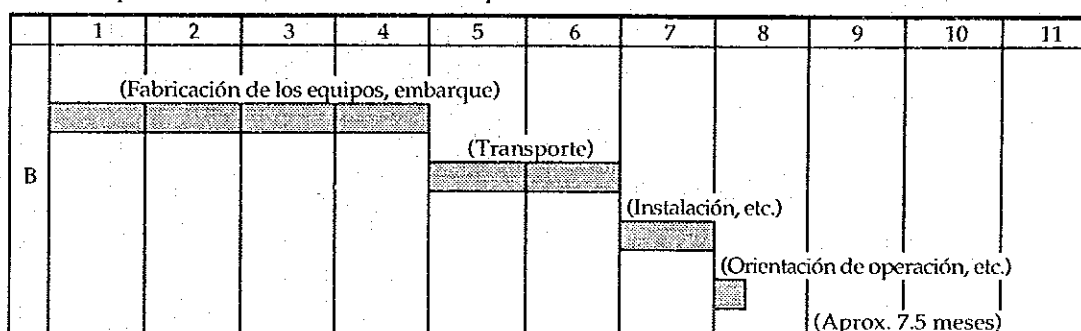 1 2 3 4 5 6 7 8 9 10 11
(Fabricación de los equipos, embarque)
(Transporte)
B
(Instalación, etc.)
(Orientación de operación, etc.)
(Aprox. 7.5 meses)